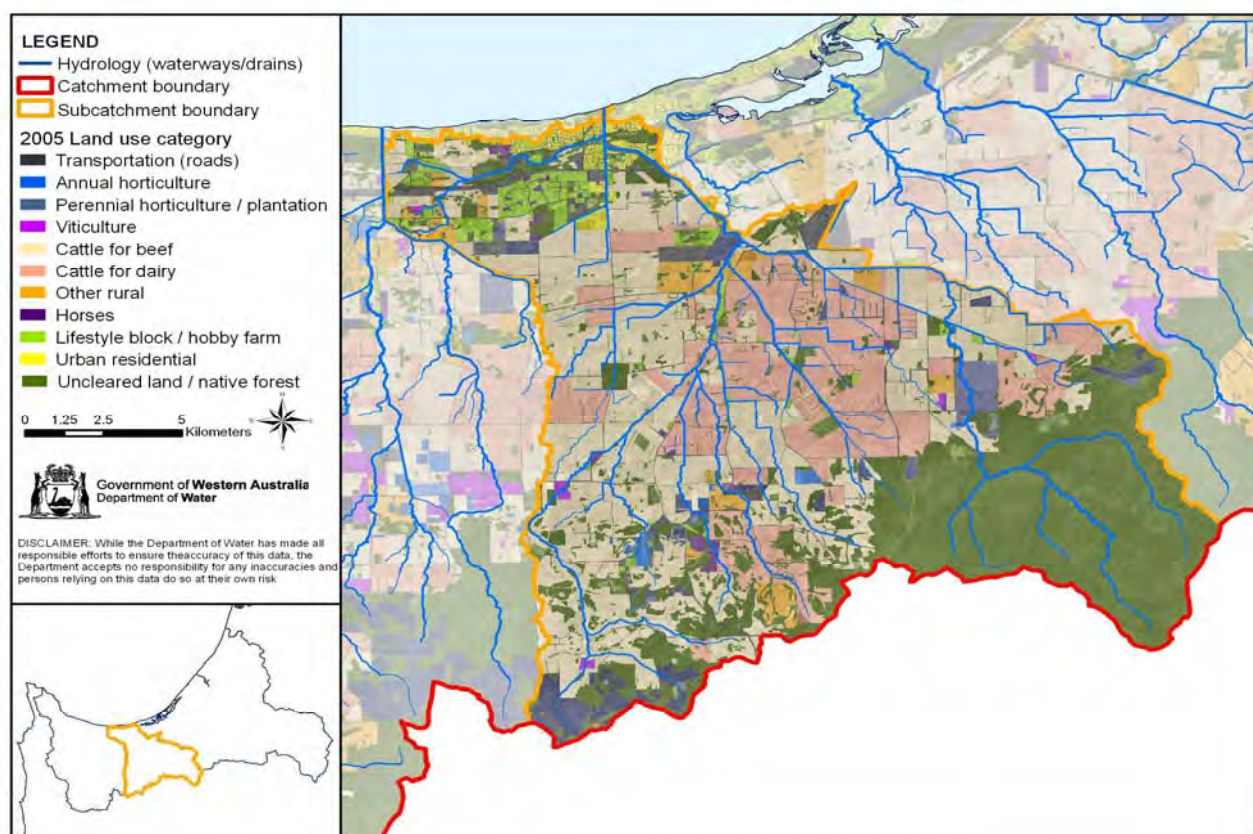 LEGEND
Hydrology (waterways/drains)
Catchment boundary
Subcatchment boundary
2005 Land use category
Transportation (roads)
Annual horticulture
Perennial horticulture / plantation
Viticulture
Cattle for beef
Cattle for dairy
Other rural
Horses
Lifestyle block / hobby farm
Urban residential
Uncleared land / native forest
0 1.25 2.5 5
Kilometers
Government of Western Australia
Department of Water
DISCLAIMER: While the Department of Water has made all
responsible efforts to ensure theaccuracy of this data, the
Department accepts no responsibility for any inaccuracies and
persons relying on this data do so at their own risk